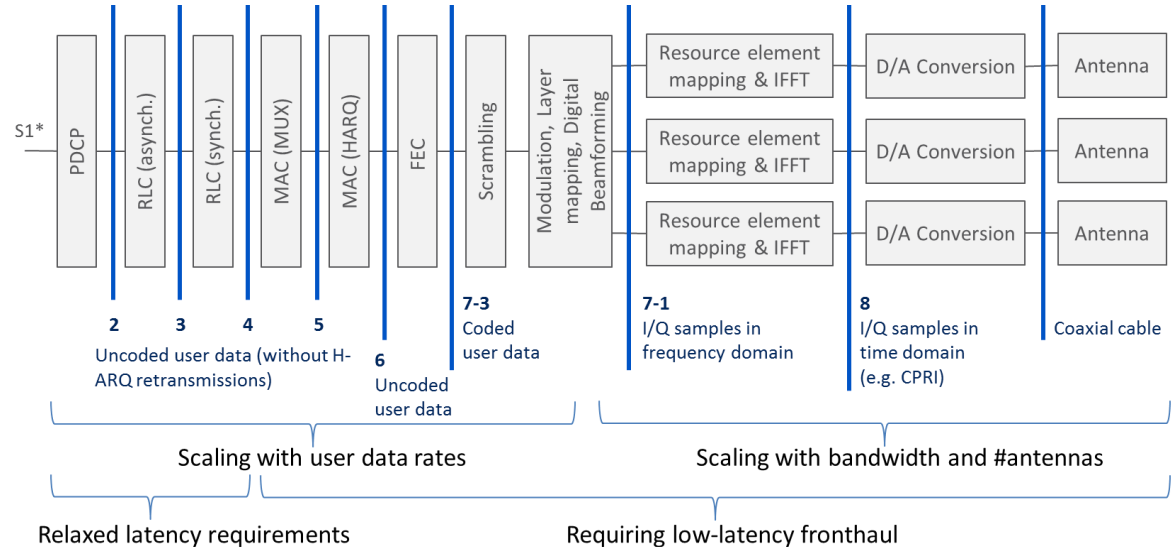 S1*
PDCP
RLC (asynch.)
RLC (synch.)
MAC (MUX)
MAC (HARQ)
FEC
Scrambling
Modulation, Layer
mapping, Digital
Beamforming
Resource element
mapping & IFFT
D/A Conversion
Antenna
Resource element
mapping & IFFT
D/A Conversion
Antenna
Resource element
mapping & IFFT
D/A Conversion
Antenna
2
3
4
5
Uncoded user data (without H-
ARQ retransmissions)
6
Uncoded
user data
7-3
Coded
user data
7-1
I/Q samples in
frequency domain
8
I/Q samples in
time domain
(e.g. CPRI)
Coaxial cable
Scaling with user data rates
Scaling with bandwidth and #antennas
Relaxed latency requirements
Requiring low-latency fronthaul